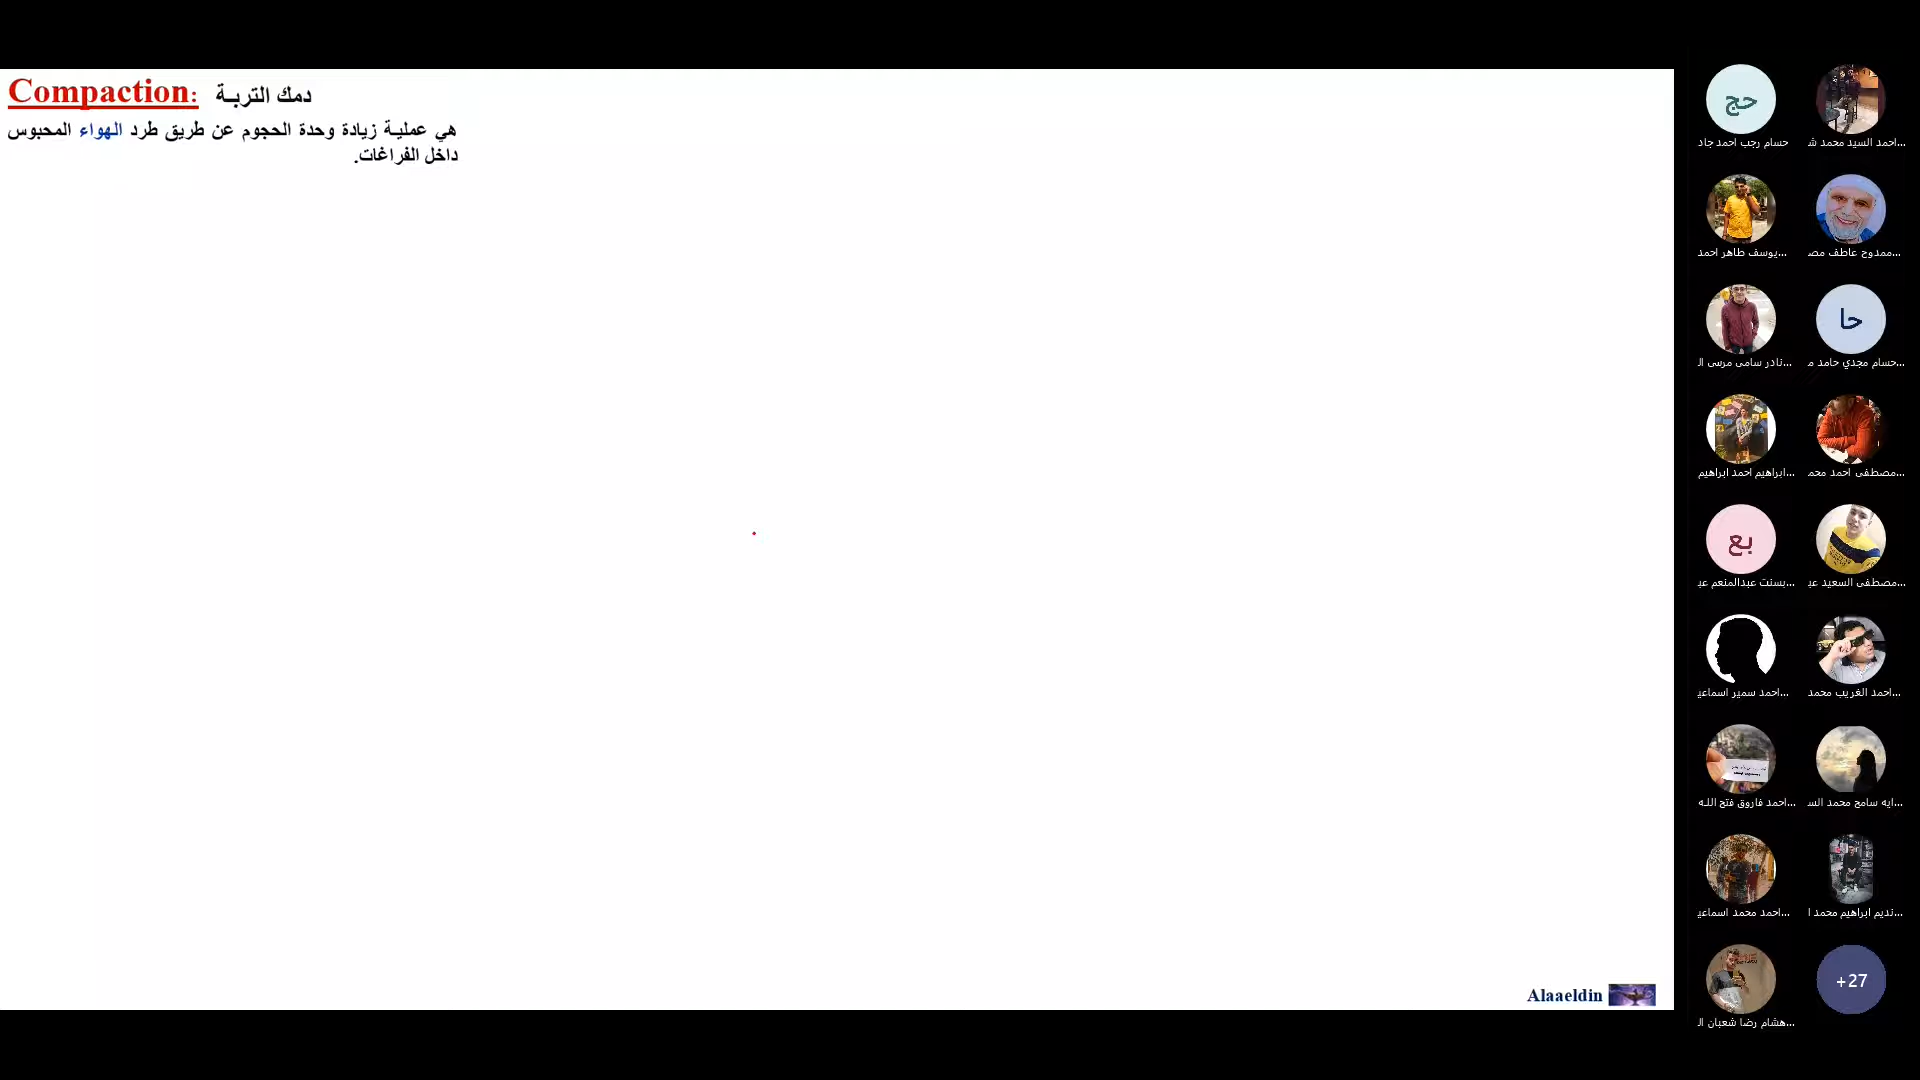 Compaction: دمك التربـة
هي عمليـة زيادة وحدة الحجوم عن طريق طرد الهواء المحبوس
داخل الفراغات.
حج
حسام رجب احمد جاد
احمد السيد محمد ش...
يوسف طاهر احمد...
ممدوح عاطف مص...
نادر سامى مرسى ال...
حا
حسام مجدي حامد م...
ابراهيم احمد ابراهيم...
مصطفى احمد محم...
بع
بسنت عبدالمنعم عب...
مصطفى السعيد عب...
احمد سمير اسماعي...
احمد الغريب محمد...
احمد فاروق فتح الله...
ايه سامح محمد الس...
احمد محمد اسماعي...
نديم ابراهيم محمد ا...
هشام رضا شعبان ال...
+27
Alaaeldin